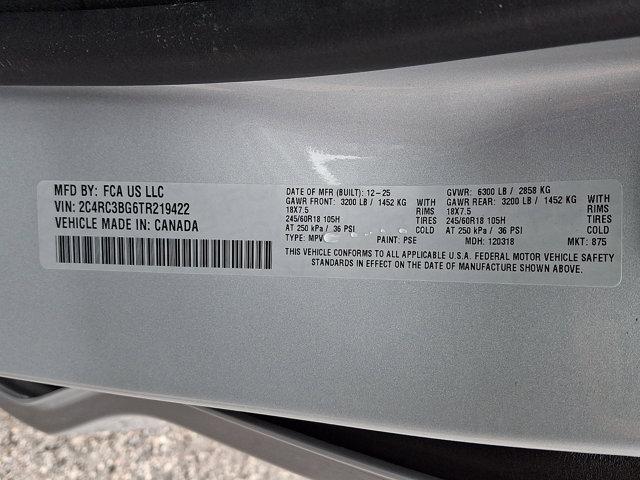 MFD BY: FCA US LLC
VIN: 2C4RC3BG6TR219422
VEHICLE MADE IN: CANADA
DATE OF MFR (BUILT): 12-25 GVWR: 6300 LB / 2858 KG
GAWR FRONT: 3200 LB / 1452 KG WITH GAWR REAR: 3200 LB / 1452 KG WITH
18X7.5 RIMS 18X7.5 RIMS
245/60R18 105H TIRES 245/60R18 105H TIRES
AT 250 kPa / 36 PSI COLD AT 250 kPa / 36 PSI COLD
TYPE: MPV PAINT: PSE MDH: 120318 MKT: 875
THIS VEHICLE CONFORMS TO ALL APPLICABLE U.S.A. FEDERAL MOTOR VEHICLE SAFETY
STANDARDS IN EFFECT ON THE DATE OF MANUFACTURE SHOWN ABOVE.